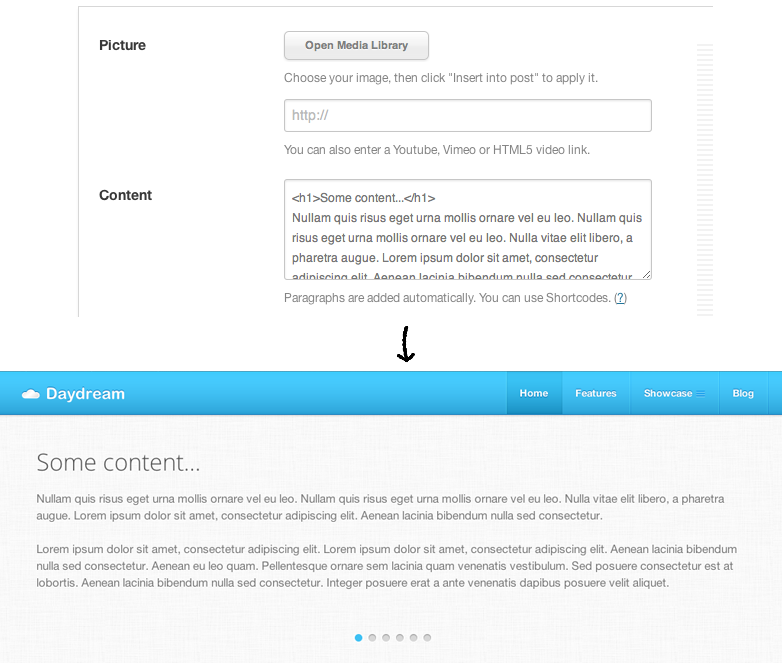 Picture
Open Media Library
Choose your image, then click "Insert into post" to apply it.
http://
You can also enter a Youtube, Vimeo or HTML5 video link.
Content
<h1>Some content...</h1>
Nullam quis risus eget urna mollis ornare vel eu leo. Nullam quis
risus eget urna mollis ornare vel eu leo. Nulla vitae elit libero, a
pharetra augue. Lorem ipsum dolor sit amet, consectetur
adipiscing elit. Aenean lacinia bibendum nulla sed consectetur.
Paragraphs are added automatically. You can use Shortcodes. (?)
Daydream
Home
Features
Showcase
Blog
Some content...
Nullam quis risus eget urna mollis ornare vel eu leo. Nullam quis risus eget urna mollis ornare vel eu leo. Nulla vitae elit libero, a pharetra
augue. Lorem ipsum dolor sit amet, consectetur adipiscing elit. Aenean lacinia bibendum nulla sed consectetur.
Lorem ipsum dolor sit amet, consectetur adipiscing elit. Lorem ipsum dolor sit amet, consectetur adipiscing elit. Aenean lacinia bibendum
nulla sed consectetur. Aenean eu leo quam. Pellentesque ornare sem lacinia quam venenatis vestibulum. Sed posuere consectetur est at
lobortis. Aenean lacinia bibendum nulla sed consectetur. Integer posuere erat a ante venenatis dapibus posuere velit aliquet.